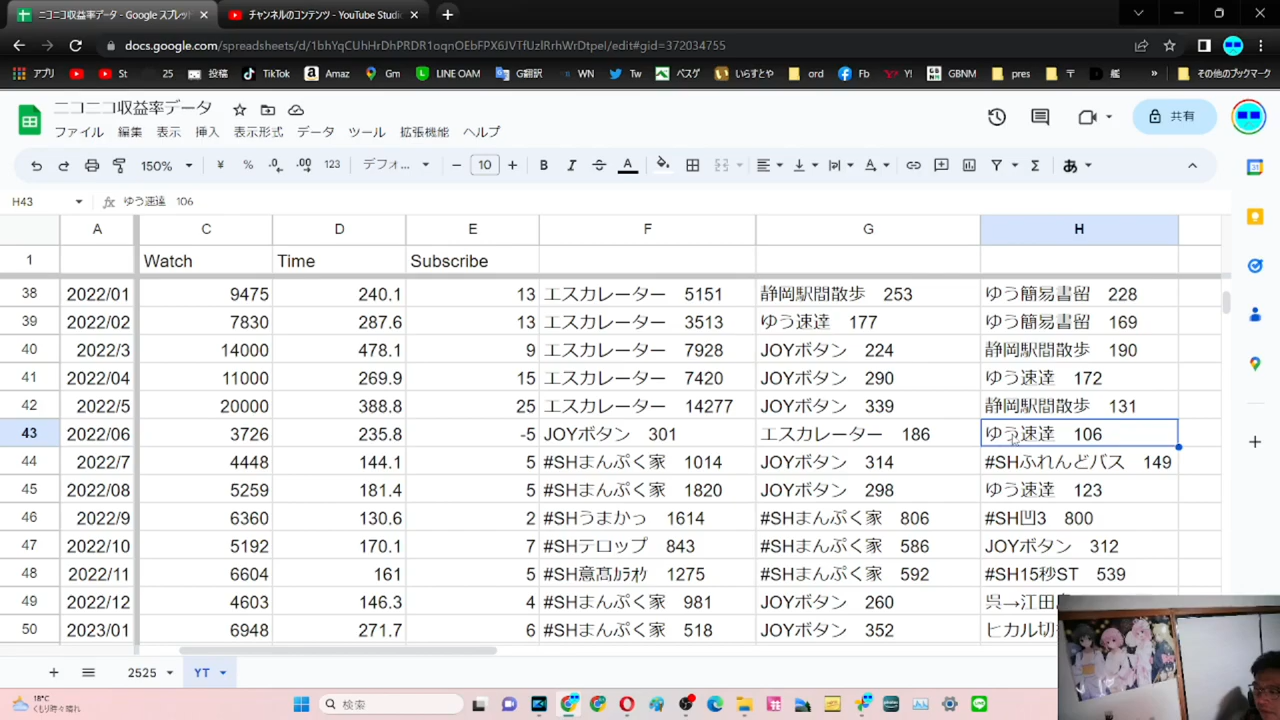 ニコニコ収益率データ - Google スプレッ
チャンネルのコンテンツ - YouTube Studio
docs.google.com/spreadsheets/d/1bhYqCUhHrDhPRDR1oqnOEbFPX6JVTfUzlRrhWrDtpeI/edit#gid=372034755
アプリ St 25 投稿 TikTok Amaz Gm LINE OAM G翻訳 WN Tw ベスゲ いらすとや ord Fb Y! GBNM pres 〒 艦 » その他のブックマーク
ニコニコ収益率データ
ファイル 編集 表示 挿入 表示形式 データ ツール 拡張機能 ヘルプ
共有
150% ¥ % .0 .00 123 デフォ... − 10 + B I A Σ あ
H43 fx ゆう速達 106
A C D E F G H
1 Watch Time Subscribe
38 2022/01 9475 240.1 13 エスカレーター 5151 静岡駅間散歩 253 ゆう簡易書留 228
39 2022/02 7830 287.6 13 エスカレーター 3513 ゆう速達 177 ゆう簡易書留 169
40 2022/3 14000 478.1 9 エスカレーター 7928 JOYボタン 224 静岡駅間散歩 190
41 2022/04 11000 269.9 15 エスカレーター 7420 JOYボタン 290 ゆう速達 172
42 2022/5 20000 388.8 25 エスカレーター 14277 JOYボタン 339 静岡駅間散歩 131
43 2022/06 3726 235.8 -5 JOYボタン 301 エスカレーター 186 ゆう速達 106
44 2022/7 4448 144.1 5 #SHまんぷく家 1014 JOYボタン 314 #SHふれんどバス 149
45 2022/08 5259 181.4 5 #SHまんぷく家 1820 JOYボタン 298 ゆう速達 123
46 2022/9 6360 130.6 2 #SHうまかっ 1614 #SHまんぷく家 806 #SH凹3 800
47 2022/10 5192 170.1 7 #SHテロップ 843 #SHまんぷく家 586 JOYボタン 312
48 2022/11 6604 161 5 #SH意髙ｶﾗｵｹ 1275 #SHまんぷく家 592 #SH15秒ST 539
49 2022/12 4603 146.3 4 #SHまんぷく家 981 JOYボタン 260 呉→江田
50 2023/01 6948 271.7 6 #SHまんぷく家 518 JOYボタン 352 ヒカル切
2525 YT
18°C
くもり時々晴れ
検索